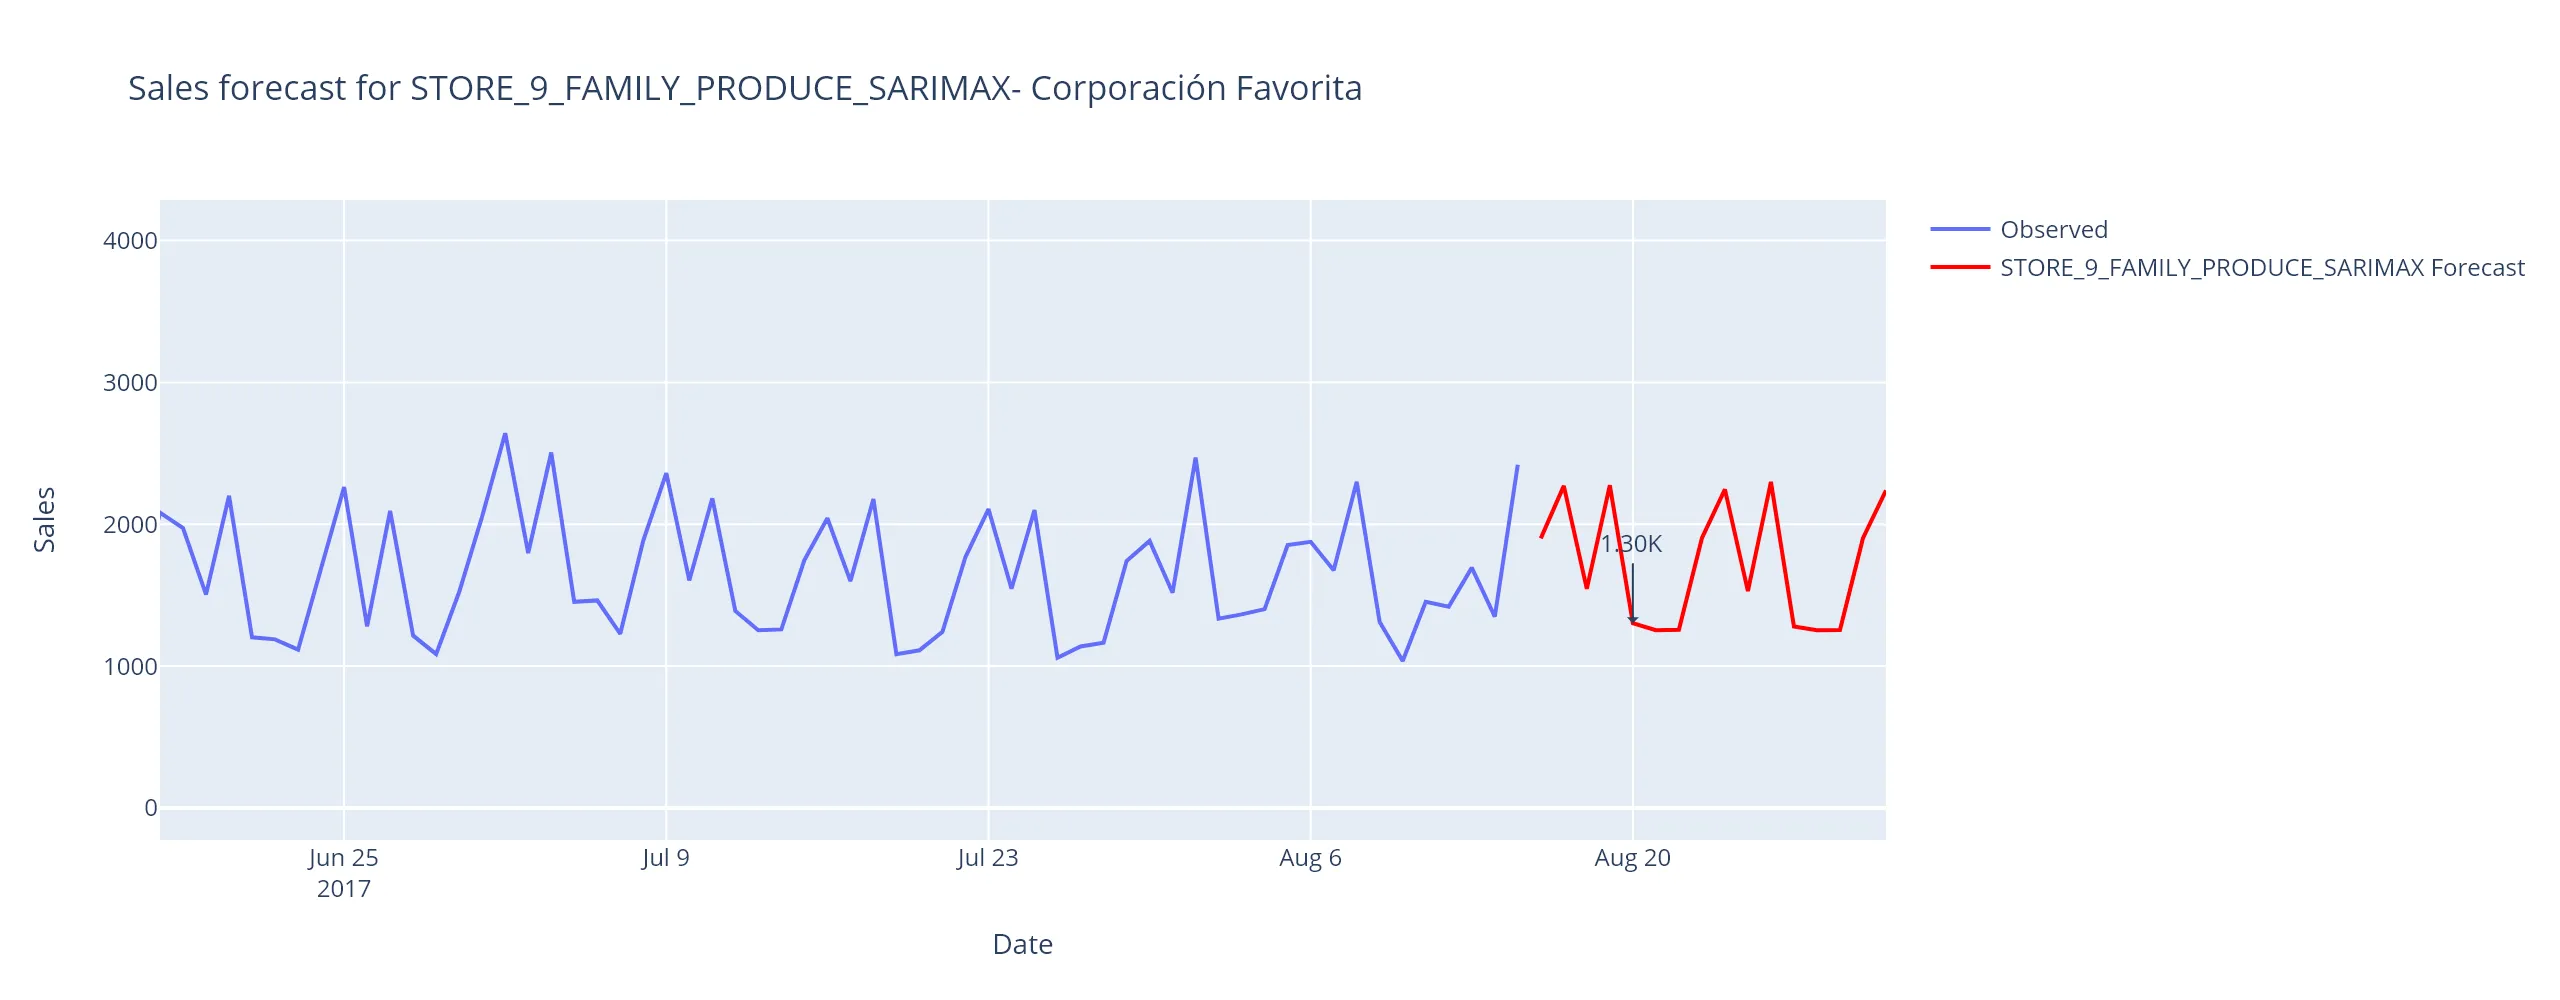 Sales forecast for STORE_9_FAMILY_PRODUCE_SARIMAX- Corporación Favorita
Observed
STORE_9_FAMILY_PRODUCE_SARIMAX Forecast
4000
3000
2000
1000
0
Sales
1.30K
Jun 25
2017
Jul 9
Jul 23
Aug 6
Aug 20
Date